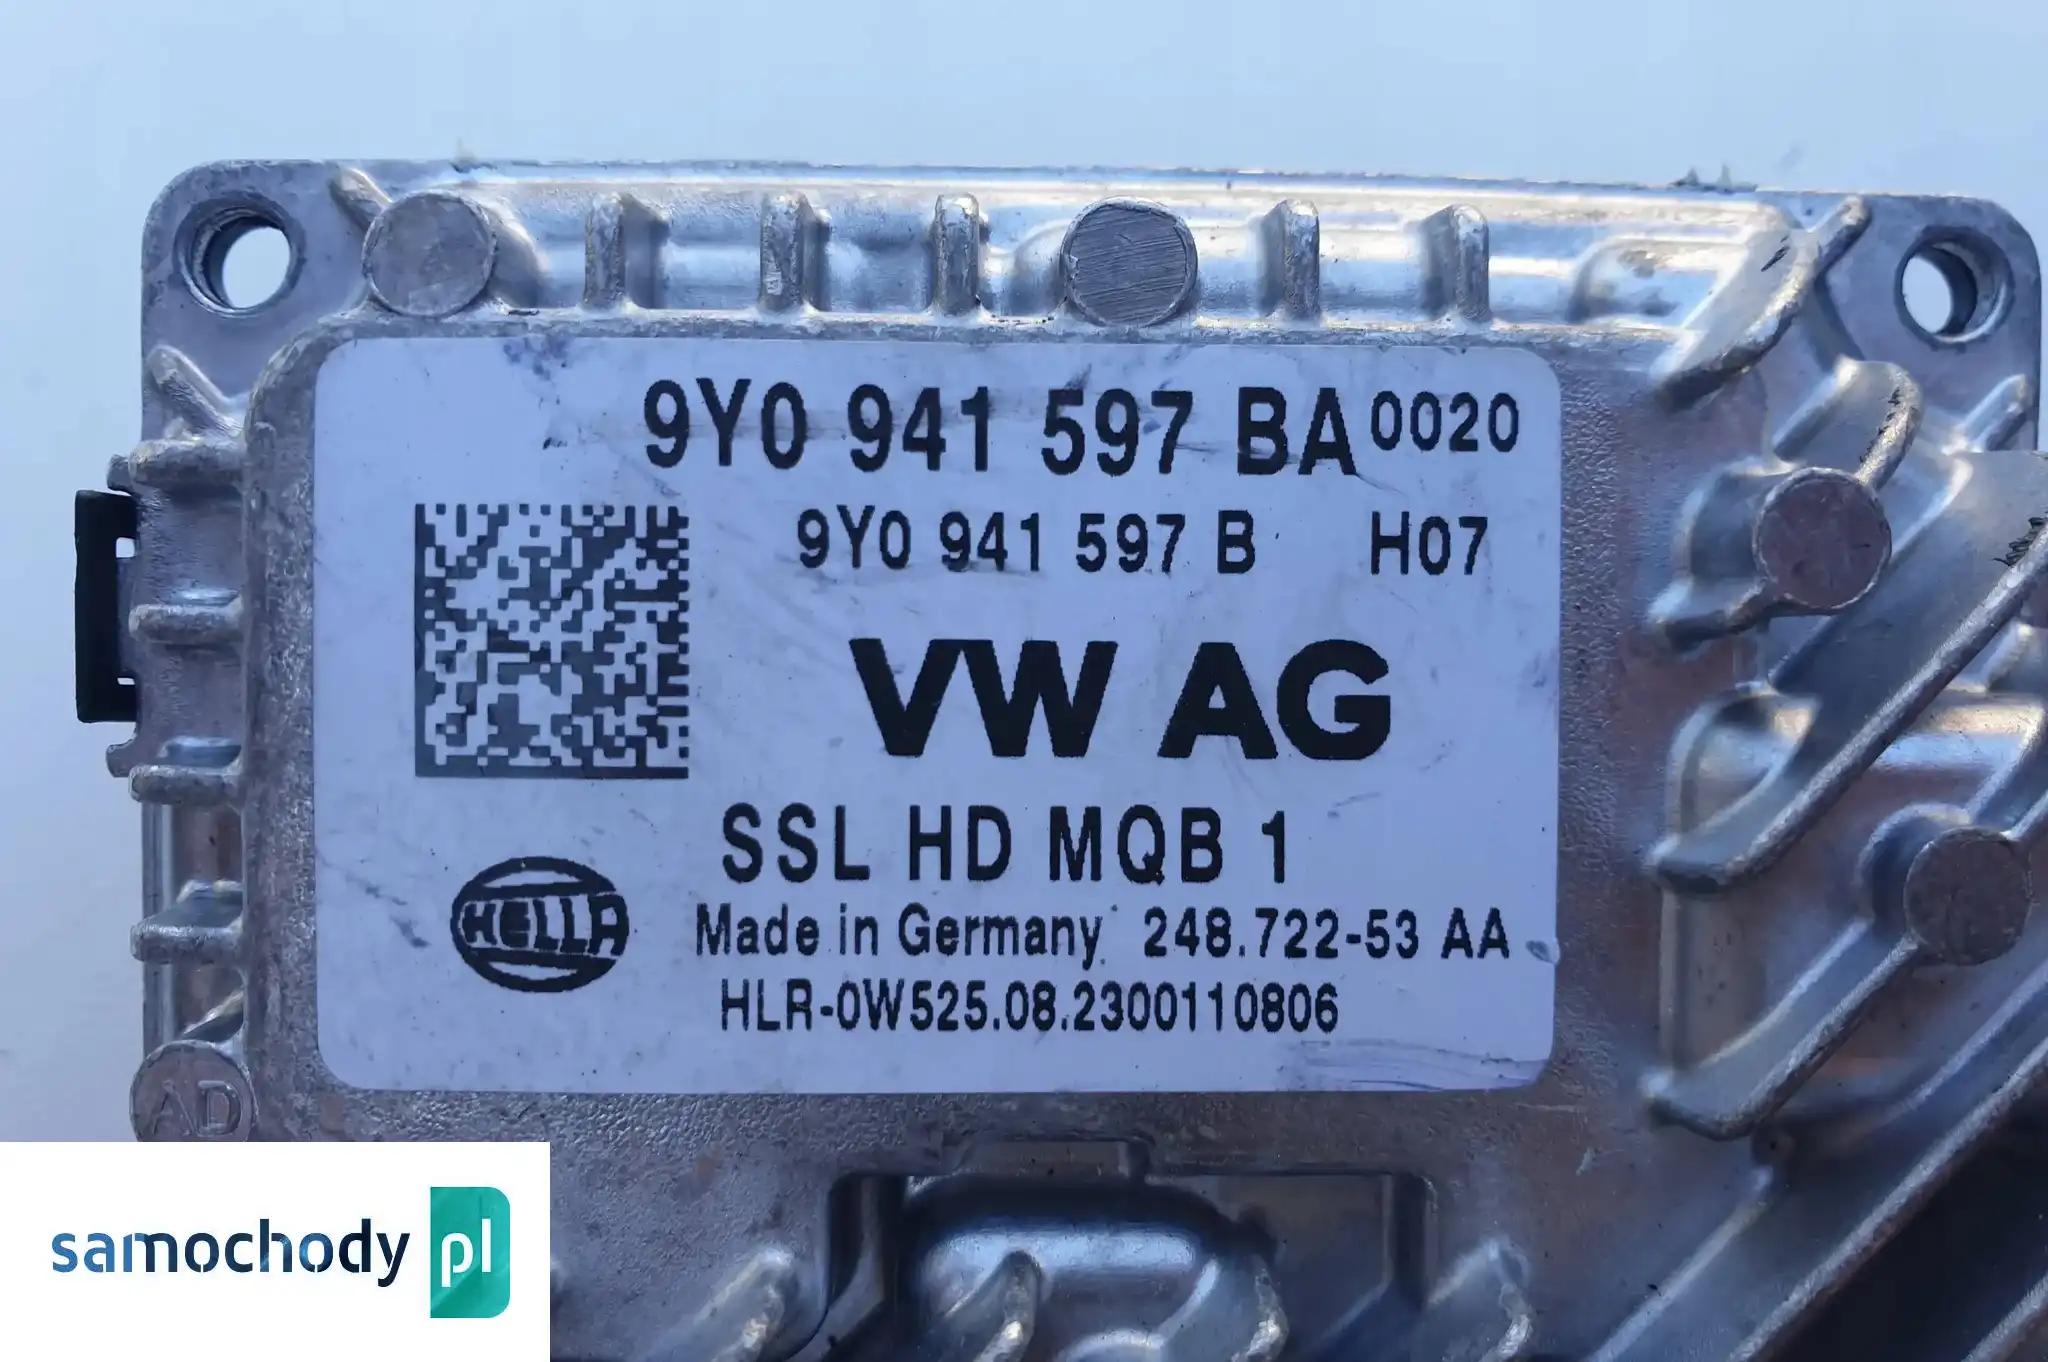 9Y0 941 597 BA 0020
9Y0 941 597 B H07
VW AG
SSL HD MQB 1
HELLA
Made in Germany 248.722-53 AA
HLR-0W525.08.2300110806
AD
samochody pl